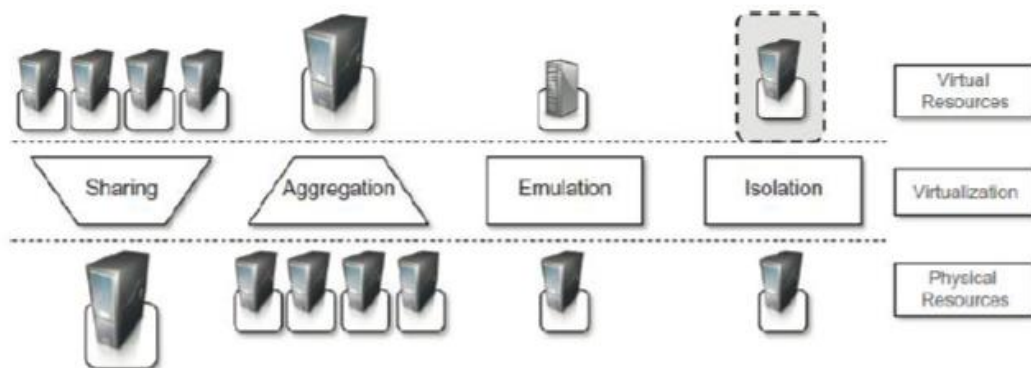 Virtual
Resources
Sharing
Aggregation
Emulation
Isolation
Virtualization
Physical
Resources